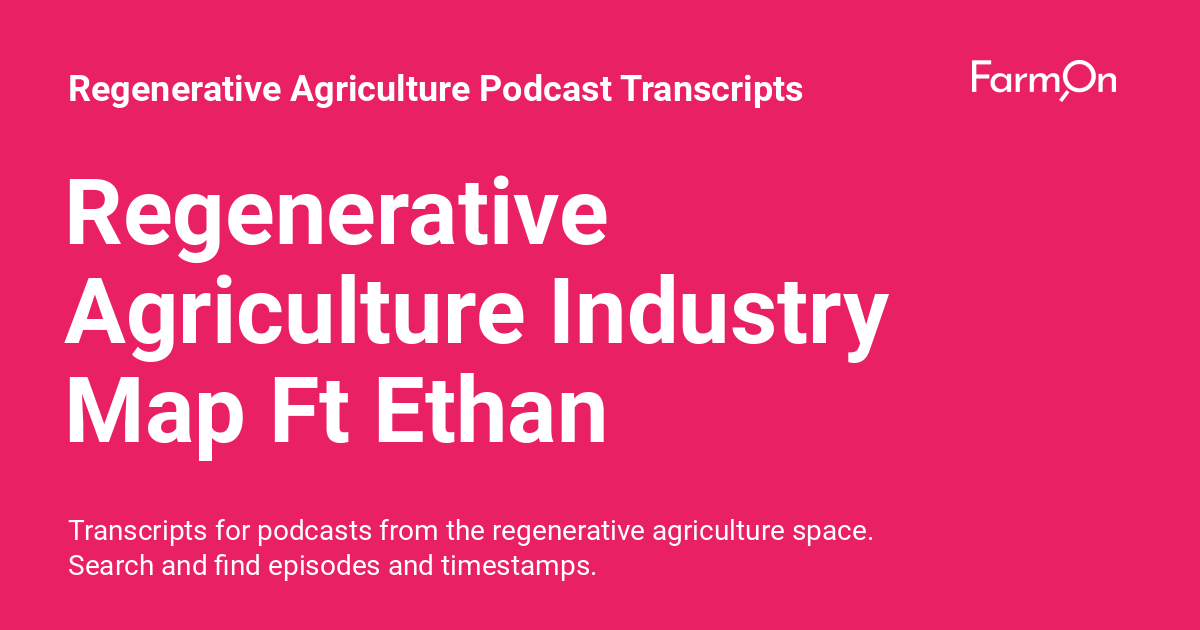 Regenerative Agriculture Podcast Transcripts
FarmOn
Regenerative
Agriculture Industry
Map Ft Ethan
Transcripts for podcasts from the regenerative agriculture space.
Search and find episodes and timestamps.